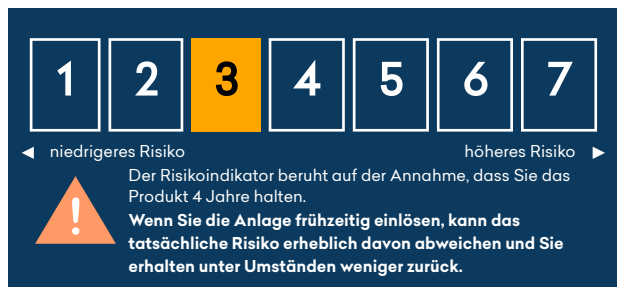 1 2 3 4 5 6 7
◀ niedrigeres Risiko höheres Risiko ▶
Der Risikoindikator beruht auf der Annahme, dass Sie das
Produkt 4 Jahre halten.
Wenn Sie die Anlage frühzeitig einlösen, kann das
tatsächliche Risiko erheblich davon abweichen und Sie
erhalten unter Umständen weniger zurück.